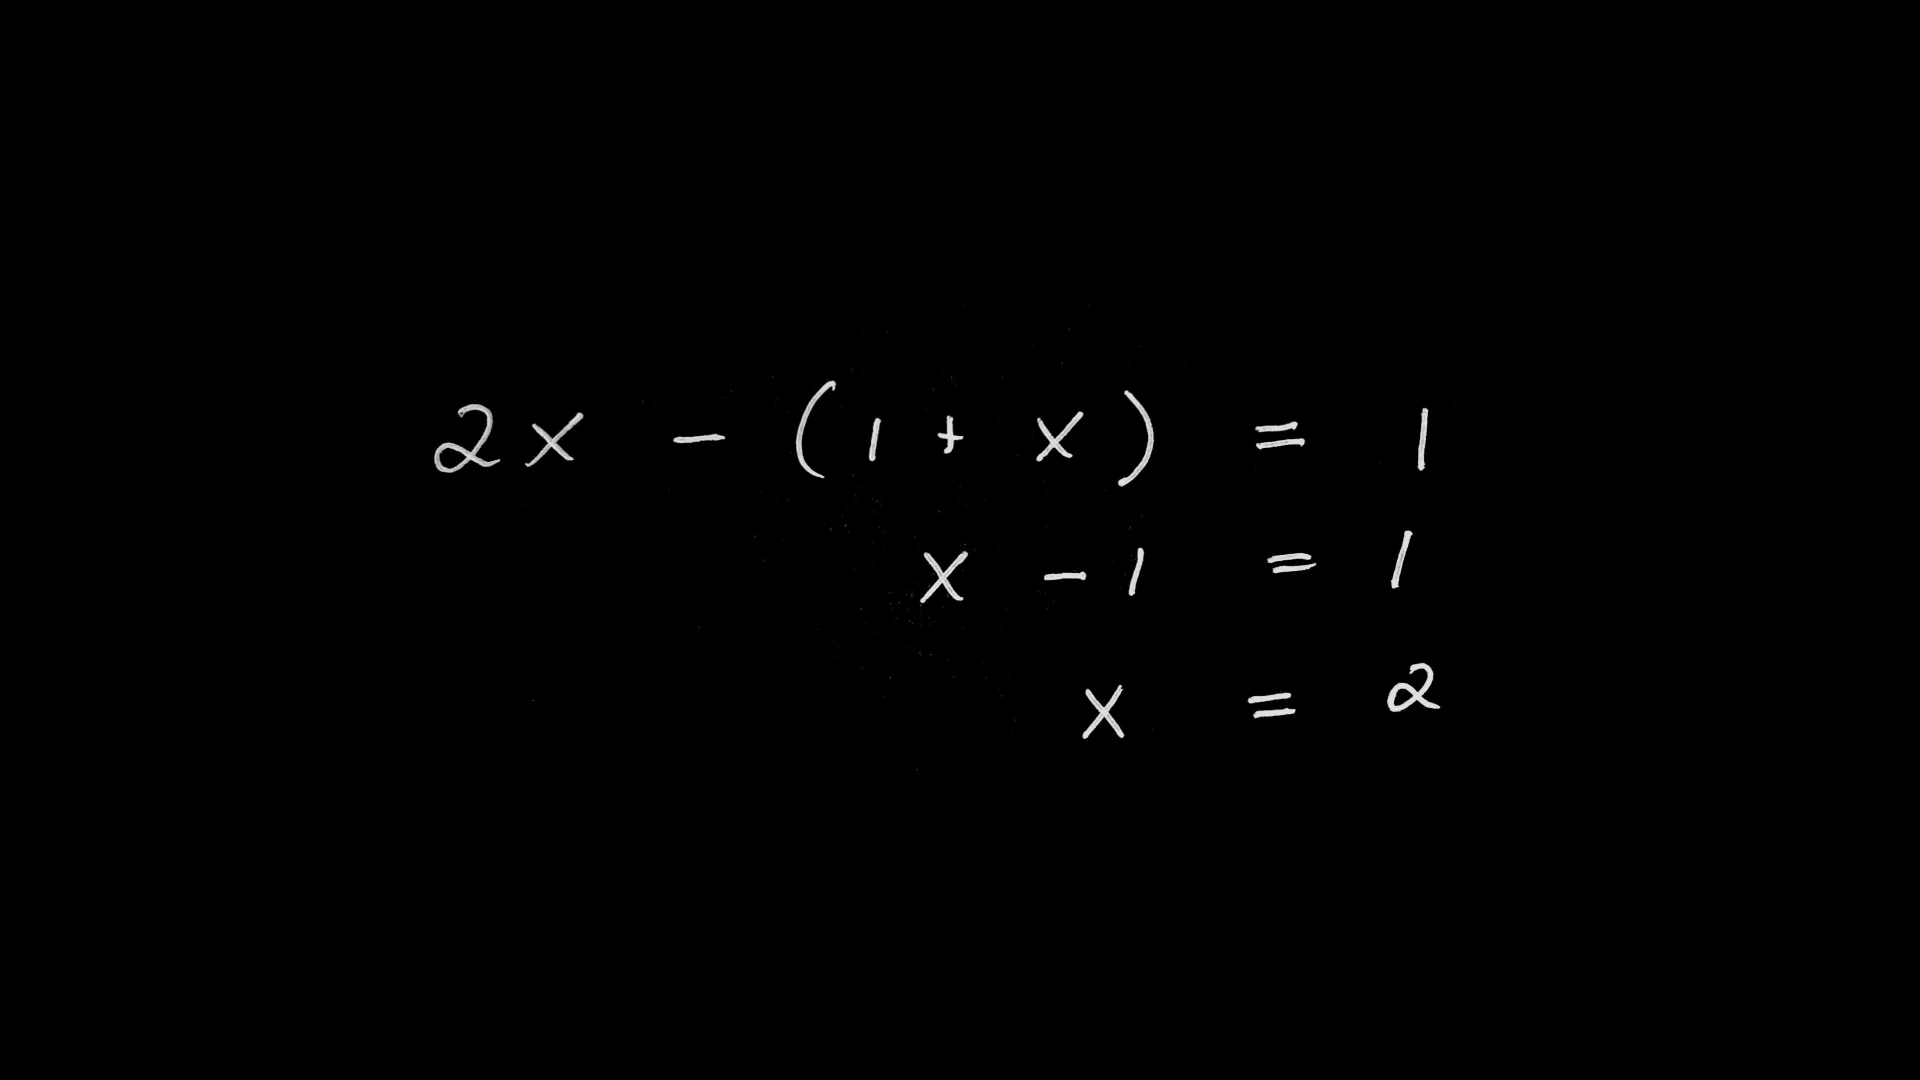 2x - (1 + x) = 1
x - 1 = 1
x = 2